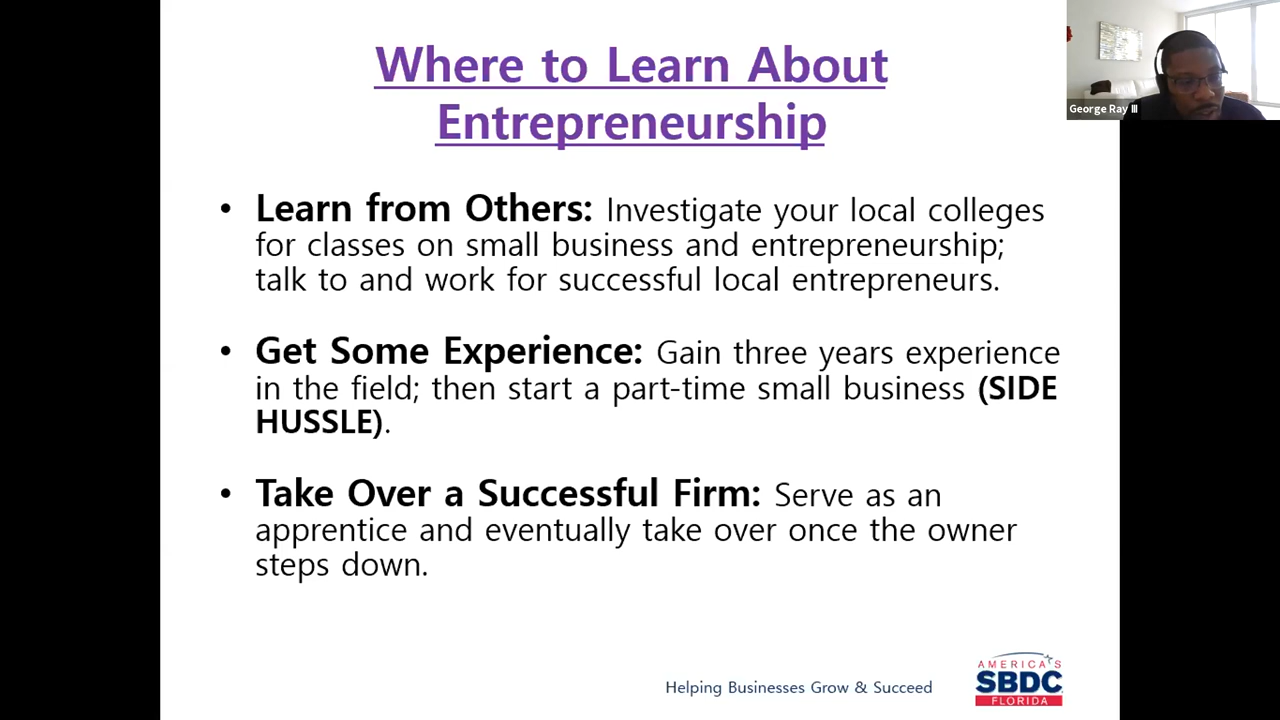 Where to Learn About
Entrepreneurship
George Ray III
• Learn from Others: Investigate your local colleges
for classes on small business and entrepreneurship;
talk to and work for successful local entrepreneurs.
• Get Some Experience: Gain three years experience
in the field; then start a part-time small business (SIDE
HUSSLE).
• Take Over a Successful Firm: Serve as an
apprentice and eventually take over once the owner
steps down.
Helping Businesses Grow & Succeed
AMERICA'S
SBDC
FLORIDA